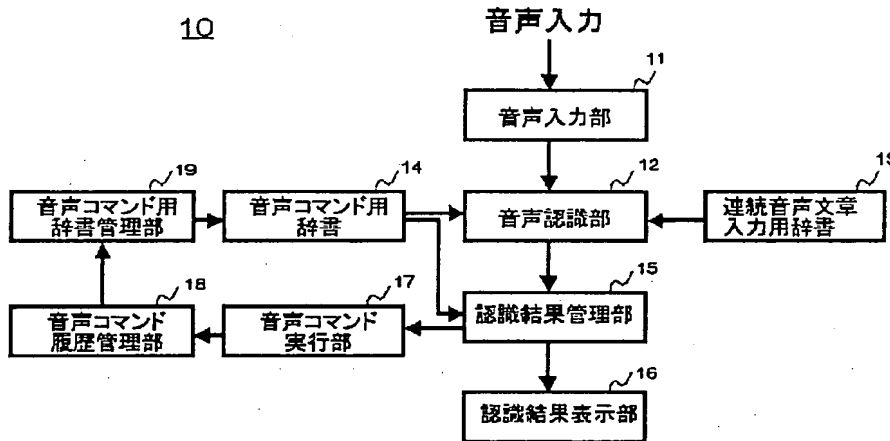 10
音声入力
11
音声入力部
19
14
12
13
音声コマンド用
辞書管理部
音声コマンド用
辞書
音声認識部
連続音声文章
入力用辞書
18
17
15
音声コマンド
履歴管理部
音声コマンド
実行部
認識結果管理部
16
認識結果表示部